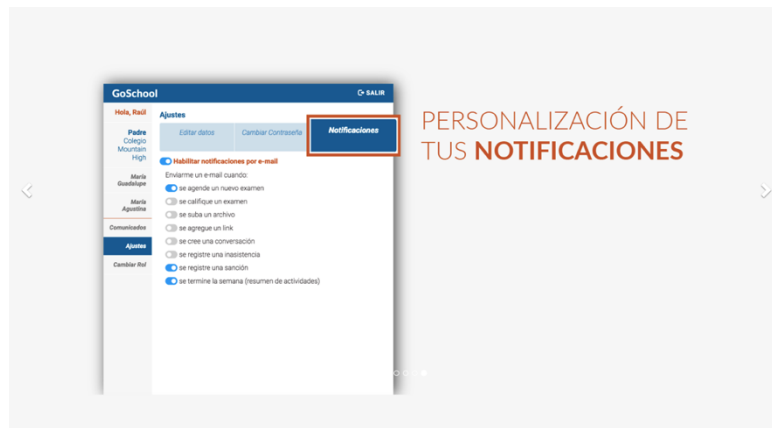 GoSchool
SALIR
Hola, Raúl
Padre
Colegio
Mountain
High
María
Guadalupe
María
Agustina
Comunicados
Ajustes
Cambiar Rol
Ajustes
Editar datos
Cambiar Contraseña
Notificaciones
Habilitar notificaciones por e-mail
Enviarme un e-mail cuando:
se agende un nuevo examen
se califique un examen
se suba un archivo
se agregue un link
se cree una conversación
se registre una inasistencia
se registre una sanción
se termine la semana (resumen de actividades)
PERSONALIZACIÓN DE
TUS NOTIFICACIONES